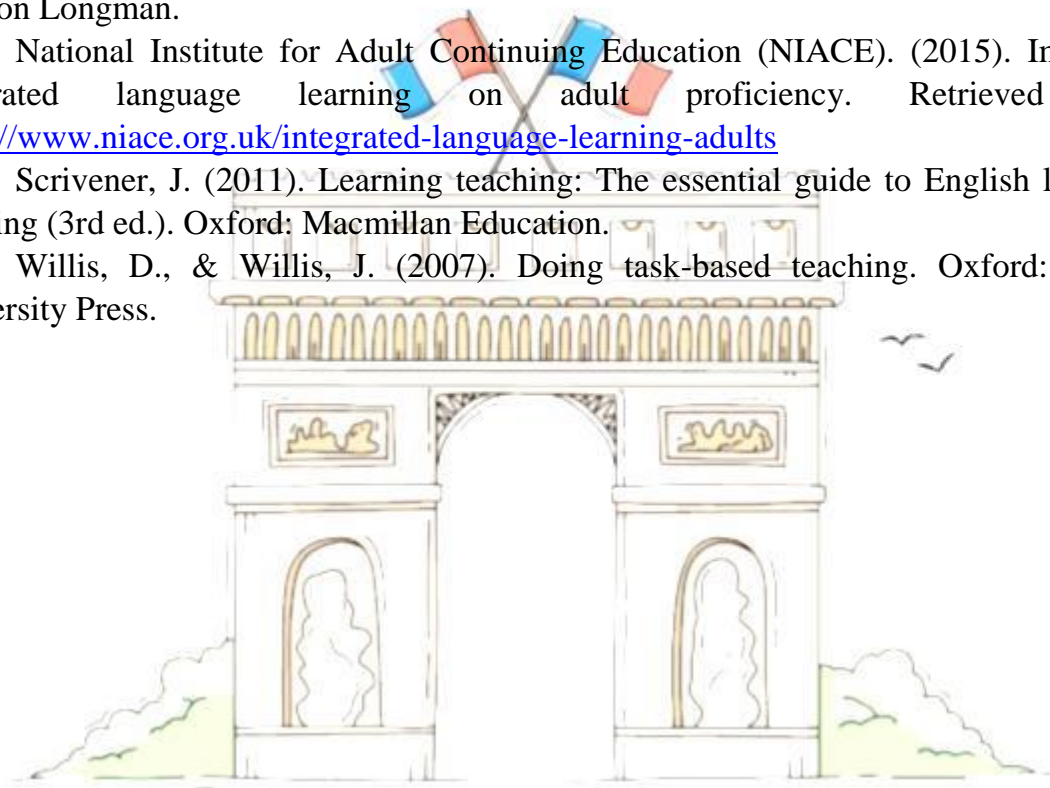 on Longman.
National Institute for Adult Continuing Education (NIACE). (2015). In
rated language learning on adult proficiency. Retrieved
//www.niace.org.uk/integrated-language-learning-adults
Scrivener, J. (2011). Learning teaching: The essential guide to English l
ing (3rd ed.). Oxford: Macmillan Education.
Willis, D., & Willis, J. (2007). Doing task-based teaching. Oxford:
ersity Press.